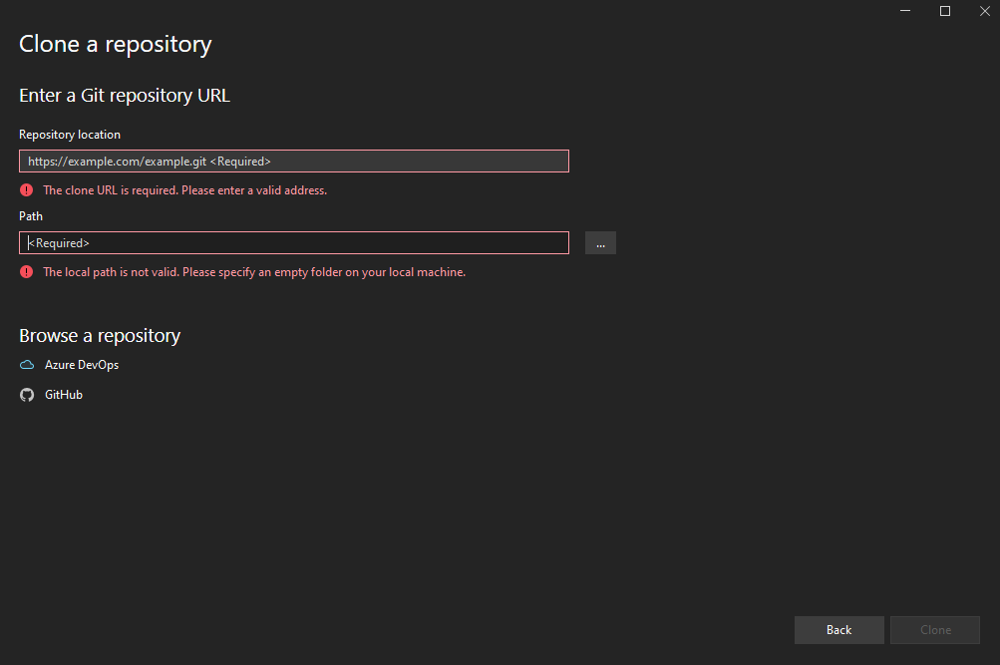 Clone a repository
Enter a Git repository URL
Repository location
https://example.com/example.git <Required>
The clone URL is required. Please enter a valid address.
Path
<Required>
...
The local path is not valid. Please specify an empty folder on your local machine.
Browse a repository
Azure DevOps
GitHub
Back
Clone